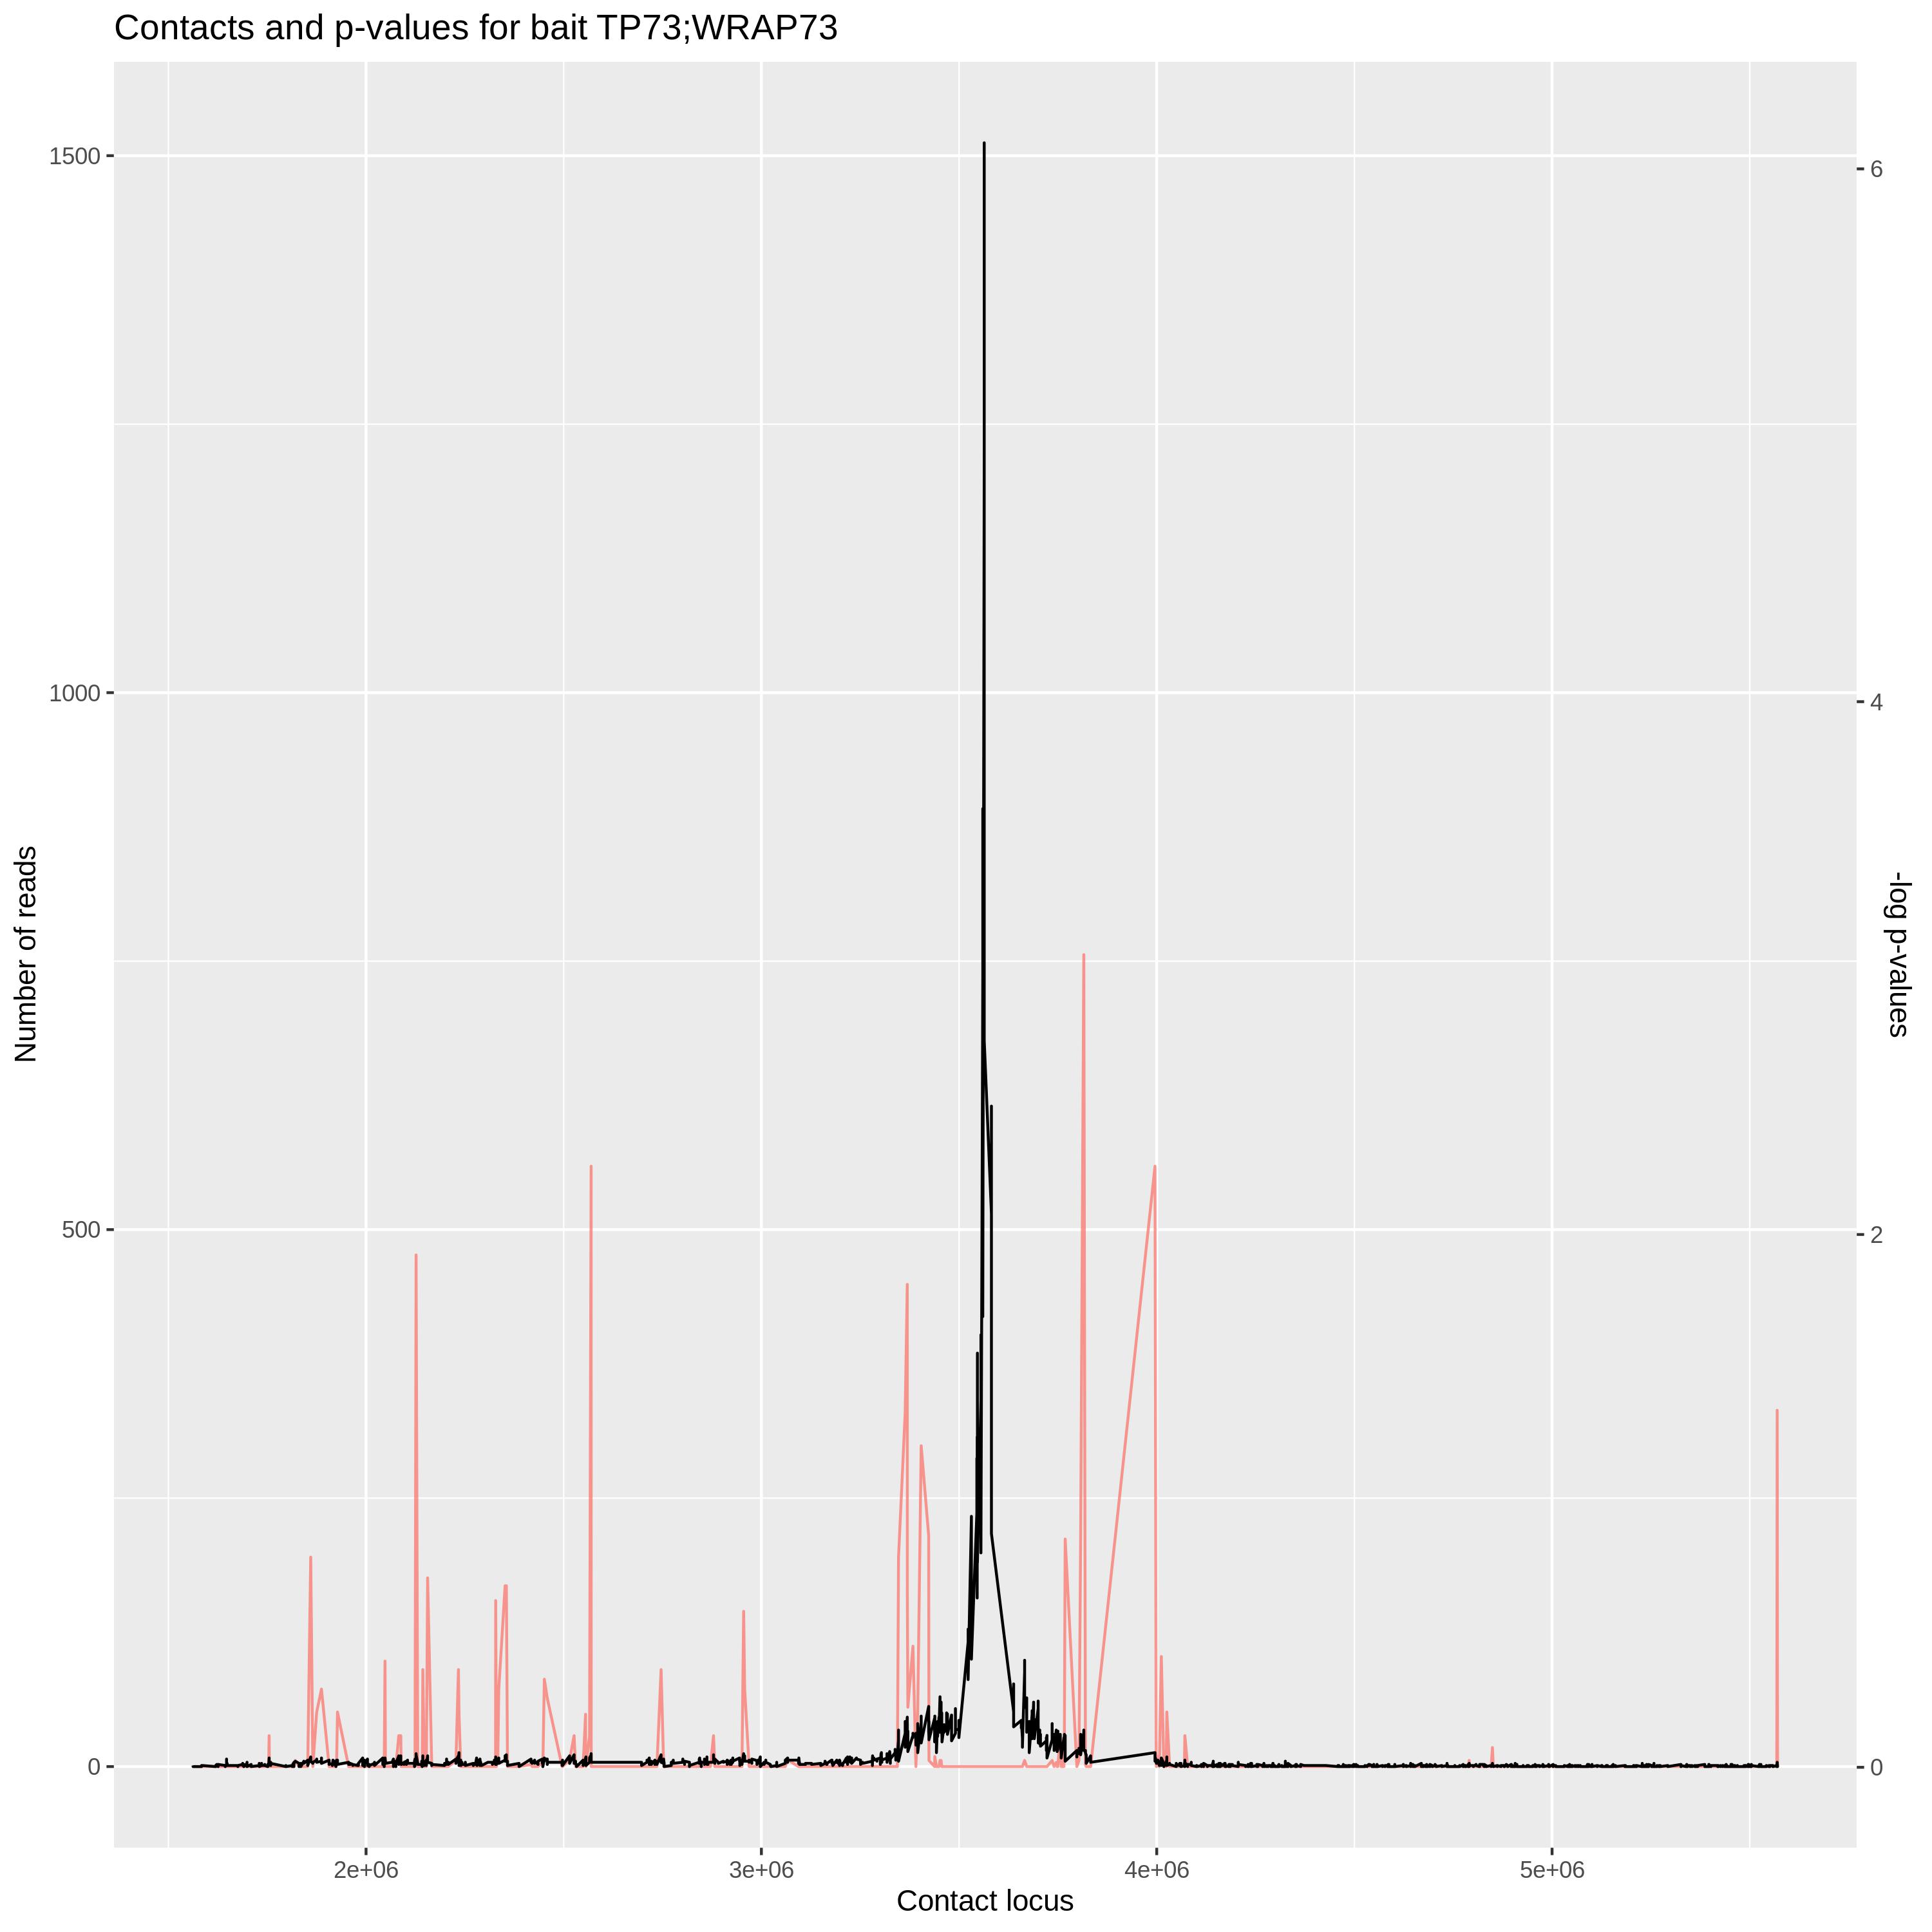 Contacts and p-values for bait TP73;WRAP73
1500
1000
500
0
6
4
2
0
Number of reads
-log p-values
2e+06
3e+06
4e+06
5e+06
Contact locus